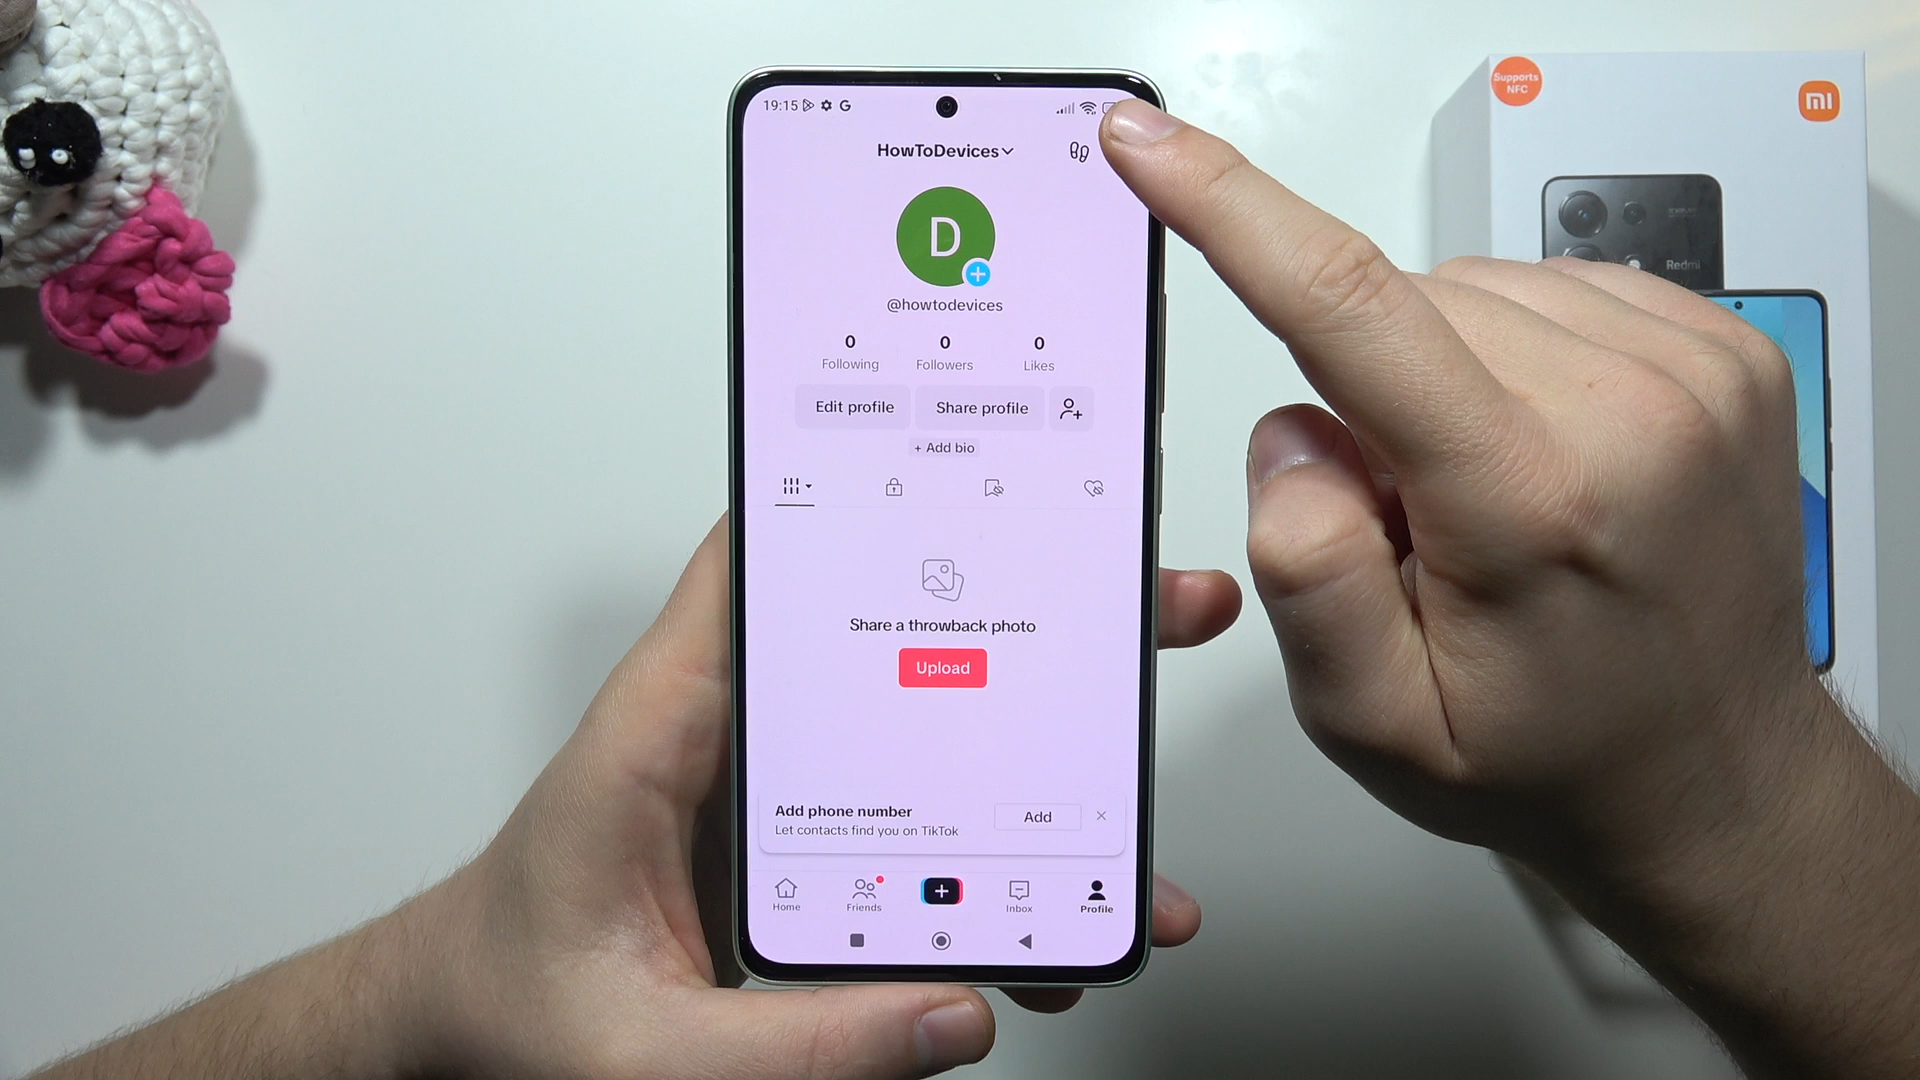 19:15
HowToDevices
D
@howtodevices
0 0 0
Following Followers Likes
Edit profile Share profile
+ Add bio
Share a throwback photo
Upload
Add phone number
Let contacts find you on TikTok
Add
Home Friends Inbox Profile
Supports
NFC
mi
Redmi